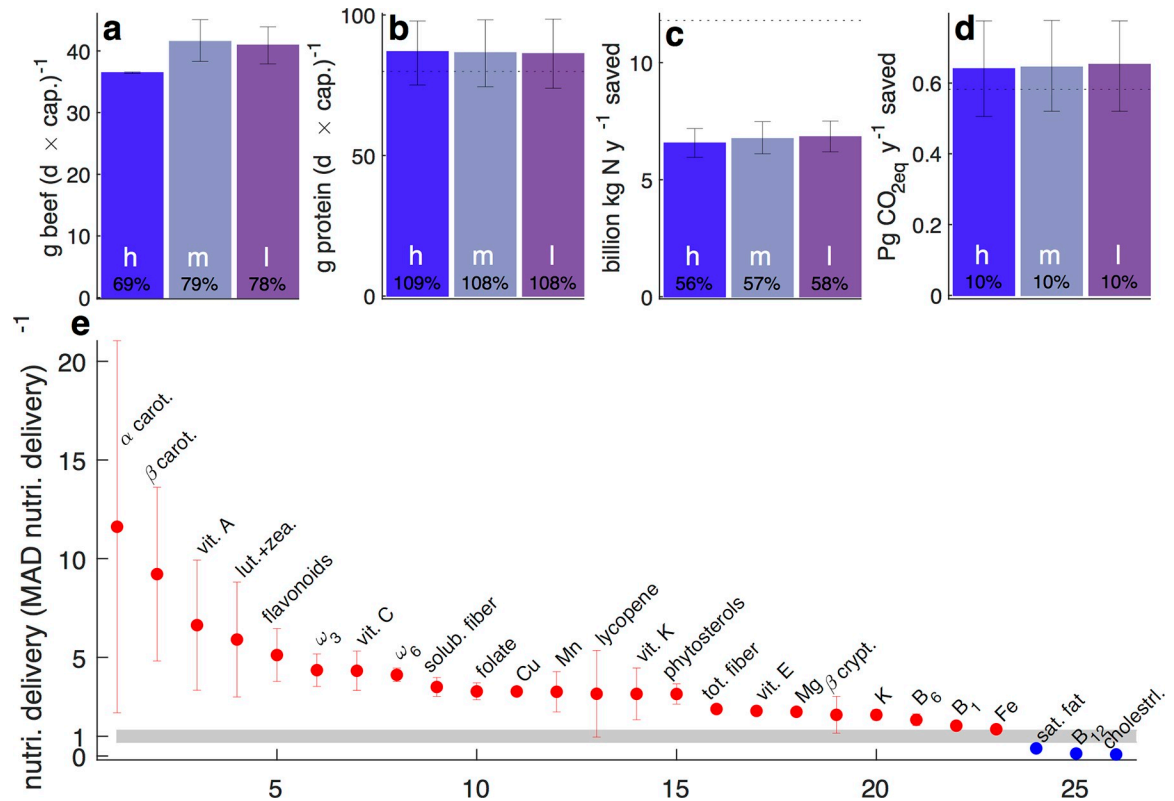 a
g beef (d × cap.)-1
40
30
20
10
0
h
m
l
69%
79%
78%
b
g protein (d × cap.)-1
100
50
0
h
m
l
109%
108%
108%
c
billion kg N y -1 saved
10
5
0
h
m
l
56%
57%
58%
d
Pg CO2eq y-1 saved
0.6
0.4
0.2
0
h
m
l
10%
10%
10%
e
nutri. delivery (MAD nutri. delivery) -1
20
15
10
5
1
0
α carot.
β carot.
vit. A
lut.+zea.
flavonoids
ω3
vit. C
ω6
solub. fiber
folate
Cu
Mn
lycopene
vit. K
phytosterols
tot. fiber
vit. E
Mg
β crypt.
K
B6
B1
Fe
sat. fat
B12
cholestrl.
5
10
15
20
25